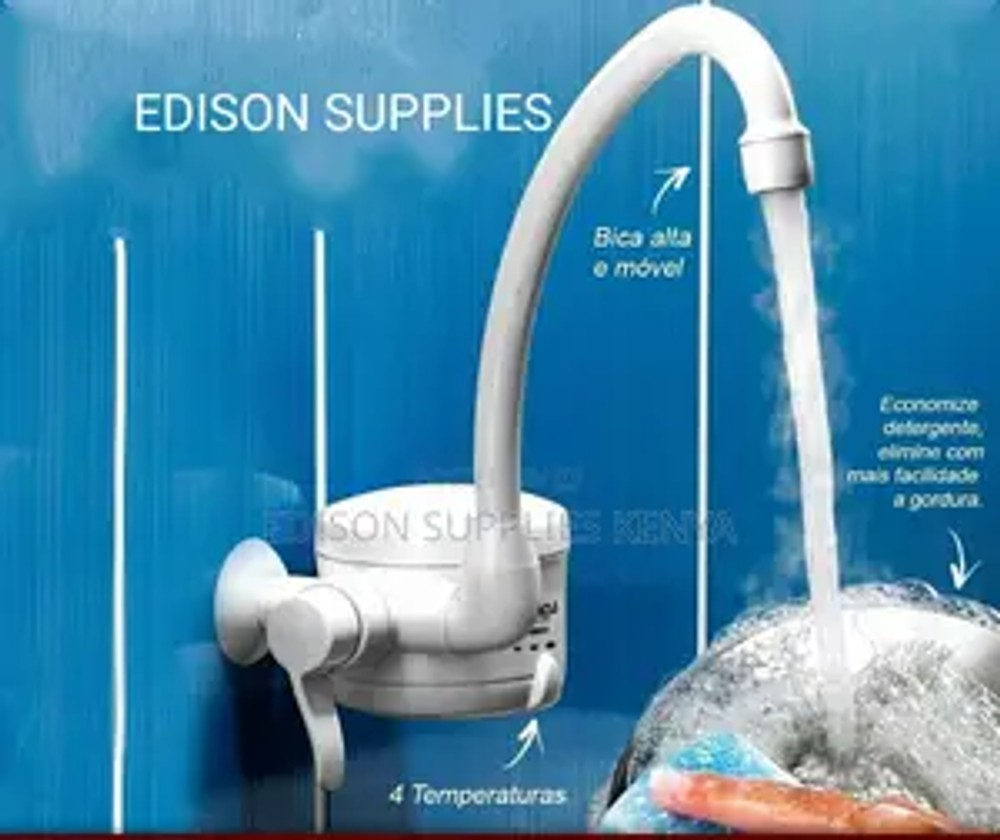 EDISON SUPPLIES
Bica alta
e móvel
Economize
detergente,
elimine com
mais facilidade
a gordura.
EDISON SUPPLIES KENYA
4 Temperaturas